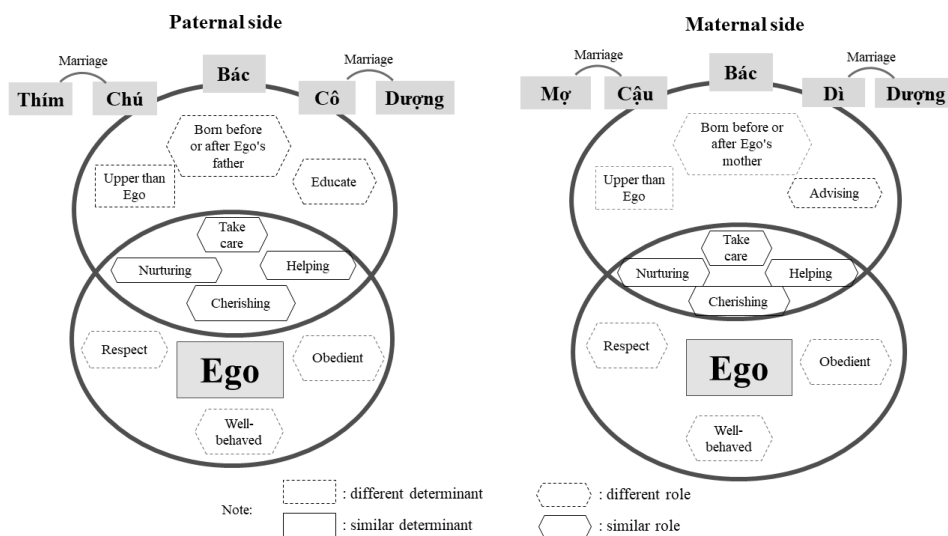 Paternal side
Marriage
Bác
Marriage
Thím
Chú
Cô
Dượng
Born before
or after Ego's
father
Upper than
Ego
Educate
Take
care
Nurturing
Helping
Cherishing
Respect
Ego
Obedient
Well-
behaved
Maternal side
Marriage
Bác
Marriage
Mợ
Cậu
Dì
Dượng
Born before or
after Ego's
mother
Upper than
Ego
Advising
Take
care
Nurturing
Helping
Cherishing
Respect
Ego
Obedient
Well-
behaved
Note:
: different determinant
: different role
: similar determinant
: similar role